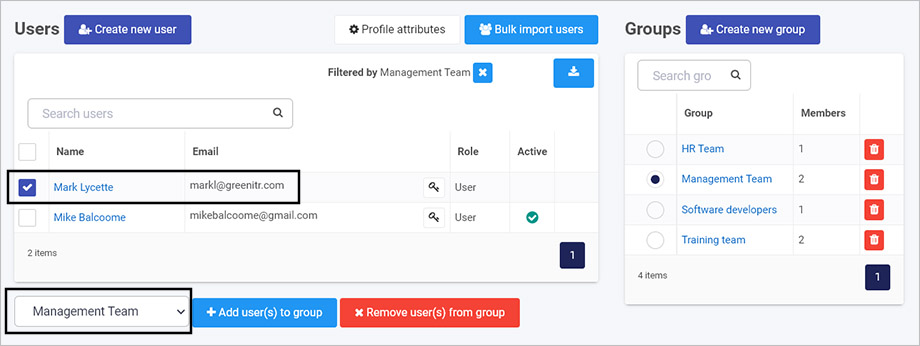 Users
Create new user
Profile attributes
Bulk import users
Filtered by Management Team
Search users
Name Email Role Active
Mark Lycette markl@greenitr.com User
Mike Balcoome mikebalcoome@gmail.com User
2 items 1
Management Team
Add user(s) to group
Remove user(s) from group
Groups
Create new group
Search gro
Group Members
HR Team 1
Management Team 2
Software developers 1
Training team 2
4 items 1